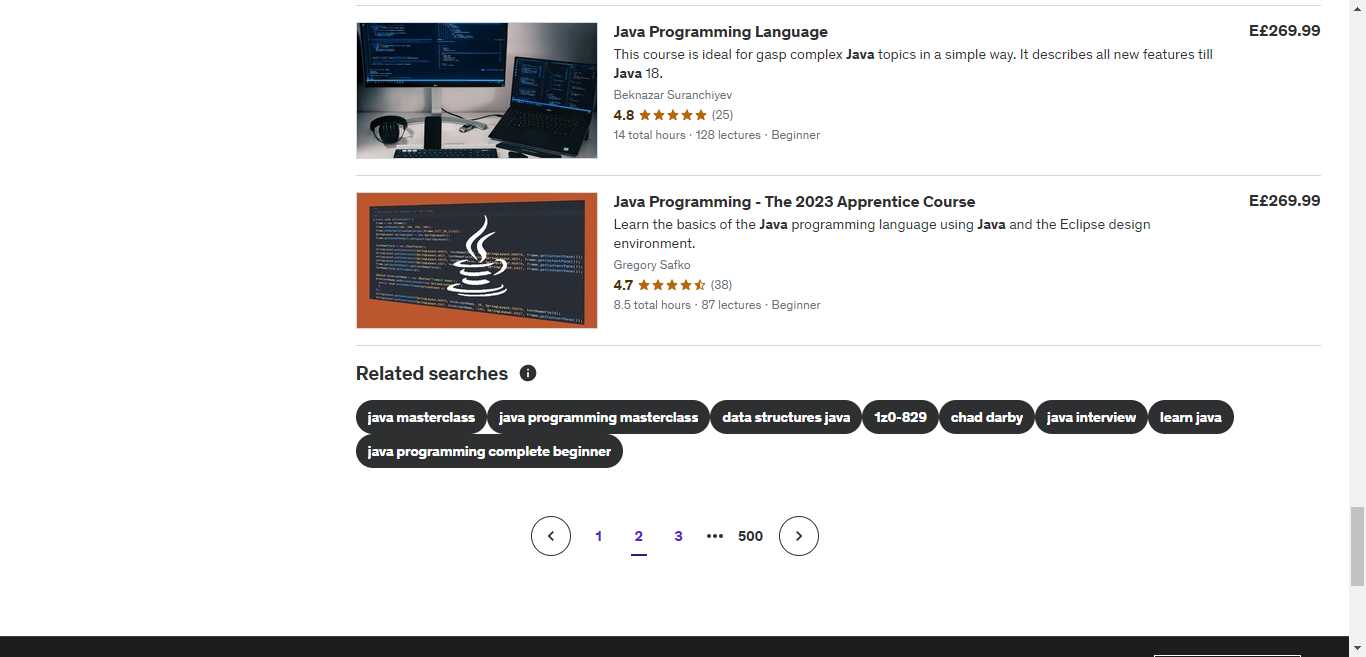 Java Programming Language
E£269.99
This course is ideal for gasp complex Java topics in a simple way. It describes all new features till
Java 18.
Beknazar Suranchiyev
4.8 (25)
14 total hours · 128 lectures · Beginner
Java Programming - The 2023 Apprentice Course
E£269.99
Learn the basics of the Java programming language using Java and the Eclipse design
environment.
Gregory Safko
4.7 (38)
8.5 total hours · 87 lectures · Beginner
Related searches
java masterclass java programming masterclass data structures java 1z0-829 chad darby java interview learn java
java programming complete beginner
1 2 3 ••• 500